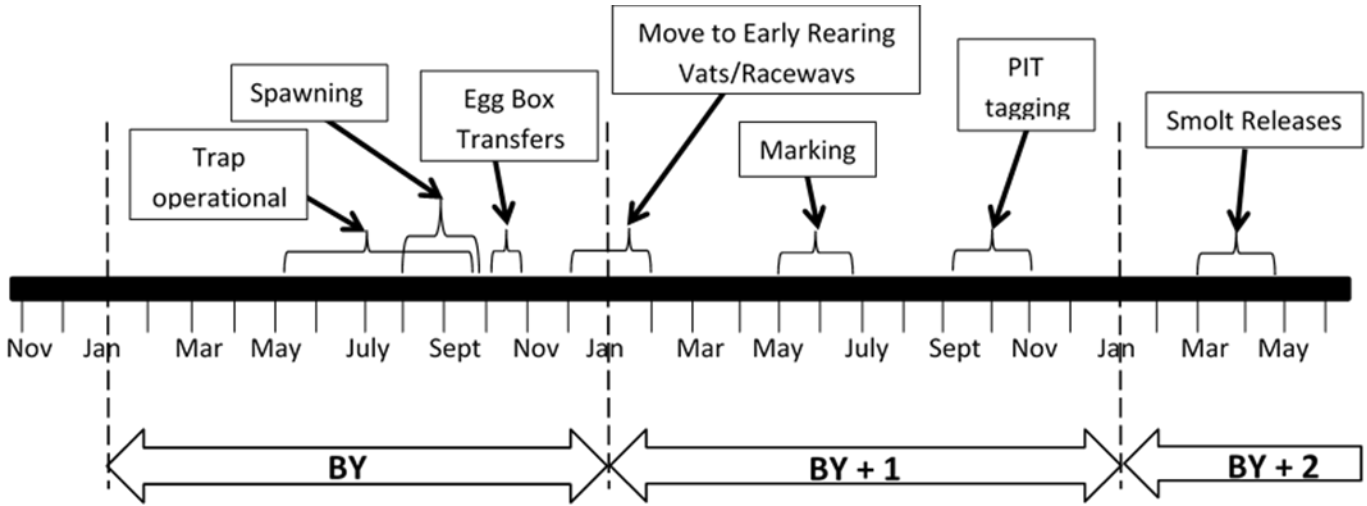 Move to Early Rearing
Vats/Raceways
Spawning
Egg Box
Transfers
PIT
tagging
Smolt Releases
Trap
operational
Marking
Nov Jan Mar May July Sept Nov Jan Mar May July Sept Nov Jan Mar May
BY BY + 1 BY + 2